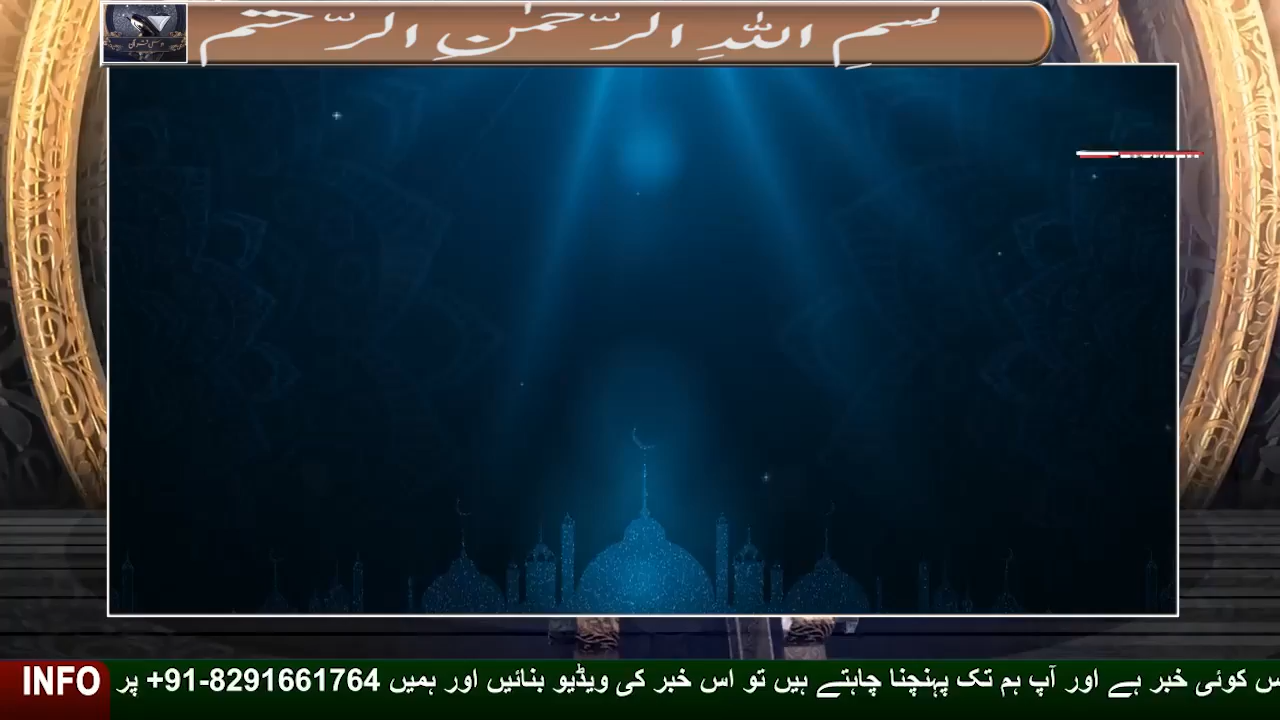 بسم اللہ الرحمٰن الرحیم
INFO س کوئی خبر ہے اور آپ ہم تک پہنچنا چاہتے ہیں تو اس خبر کی ویڈیو بنائیں اور ہمیں 8291661764-91+ پر